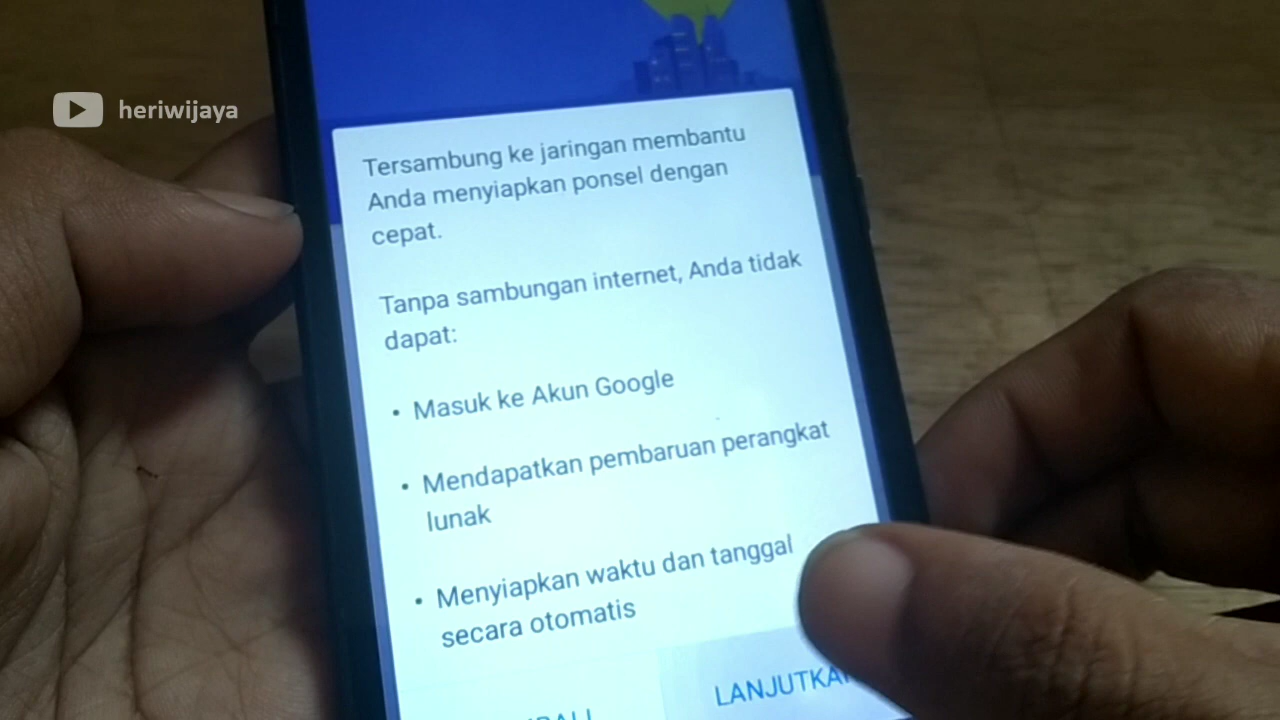 heriwijaya
Tersambung ke jaringan membantu
Anda menyiapkan ponsel dengan
cepat.
Tanpa sambungan internet, Anda tidak
dapat:
• Masuk ke Akun Google
• Mendapatkan pembaruan perangkat
lunak
• Menyiapkan waktu dan tanggal
secara otomatis
LANJUTKA